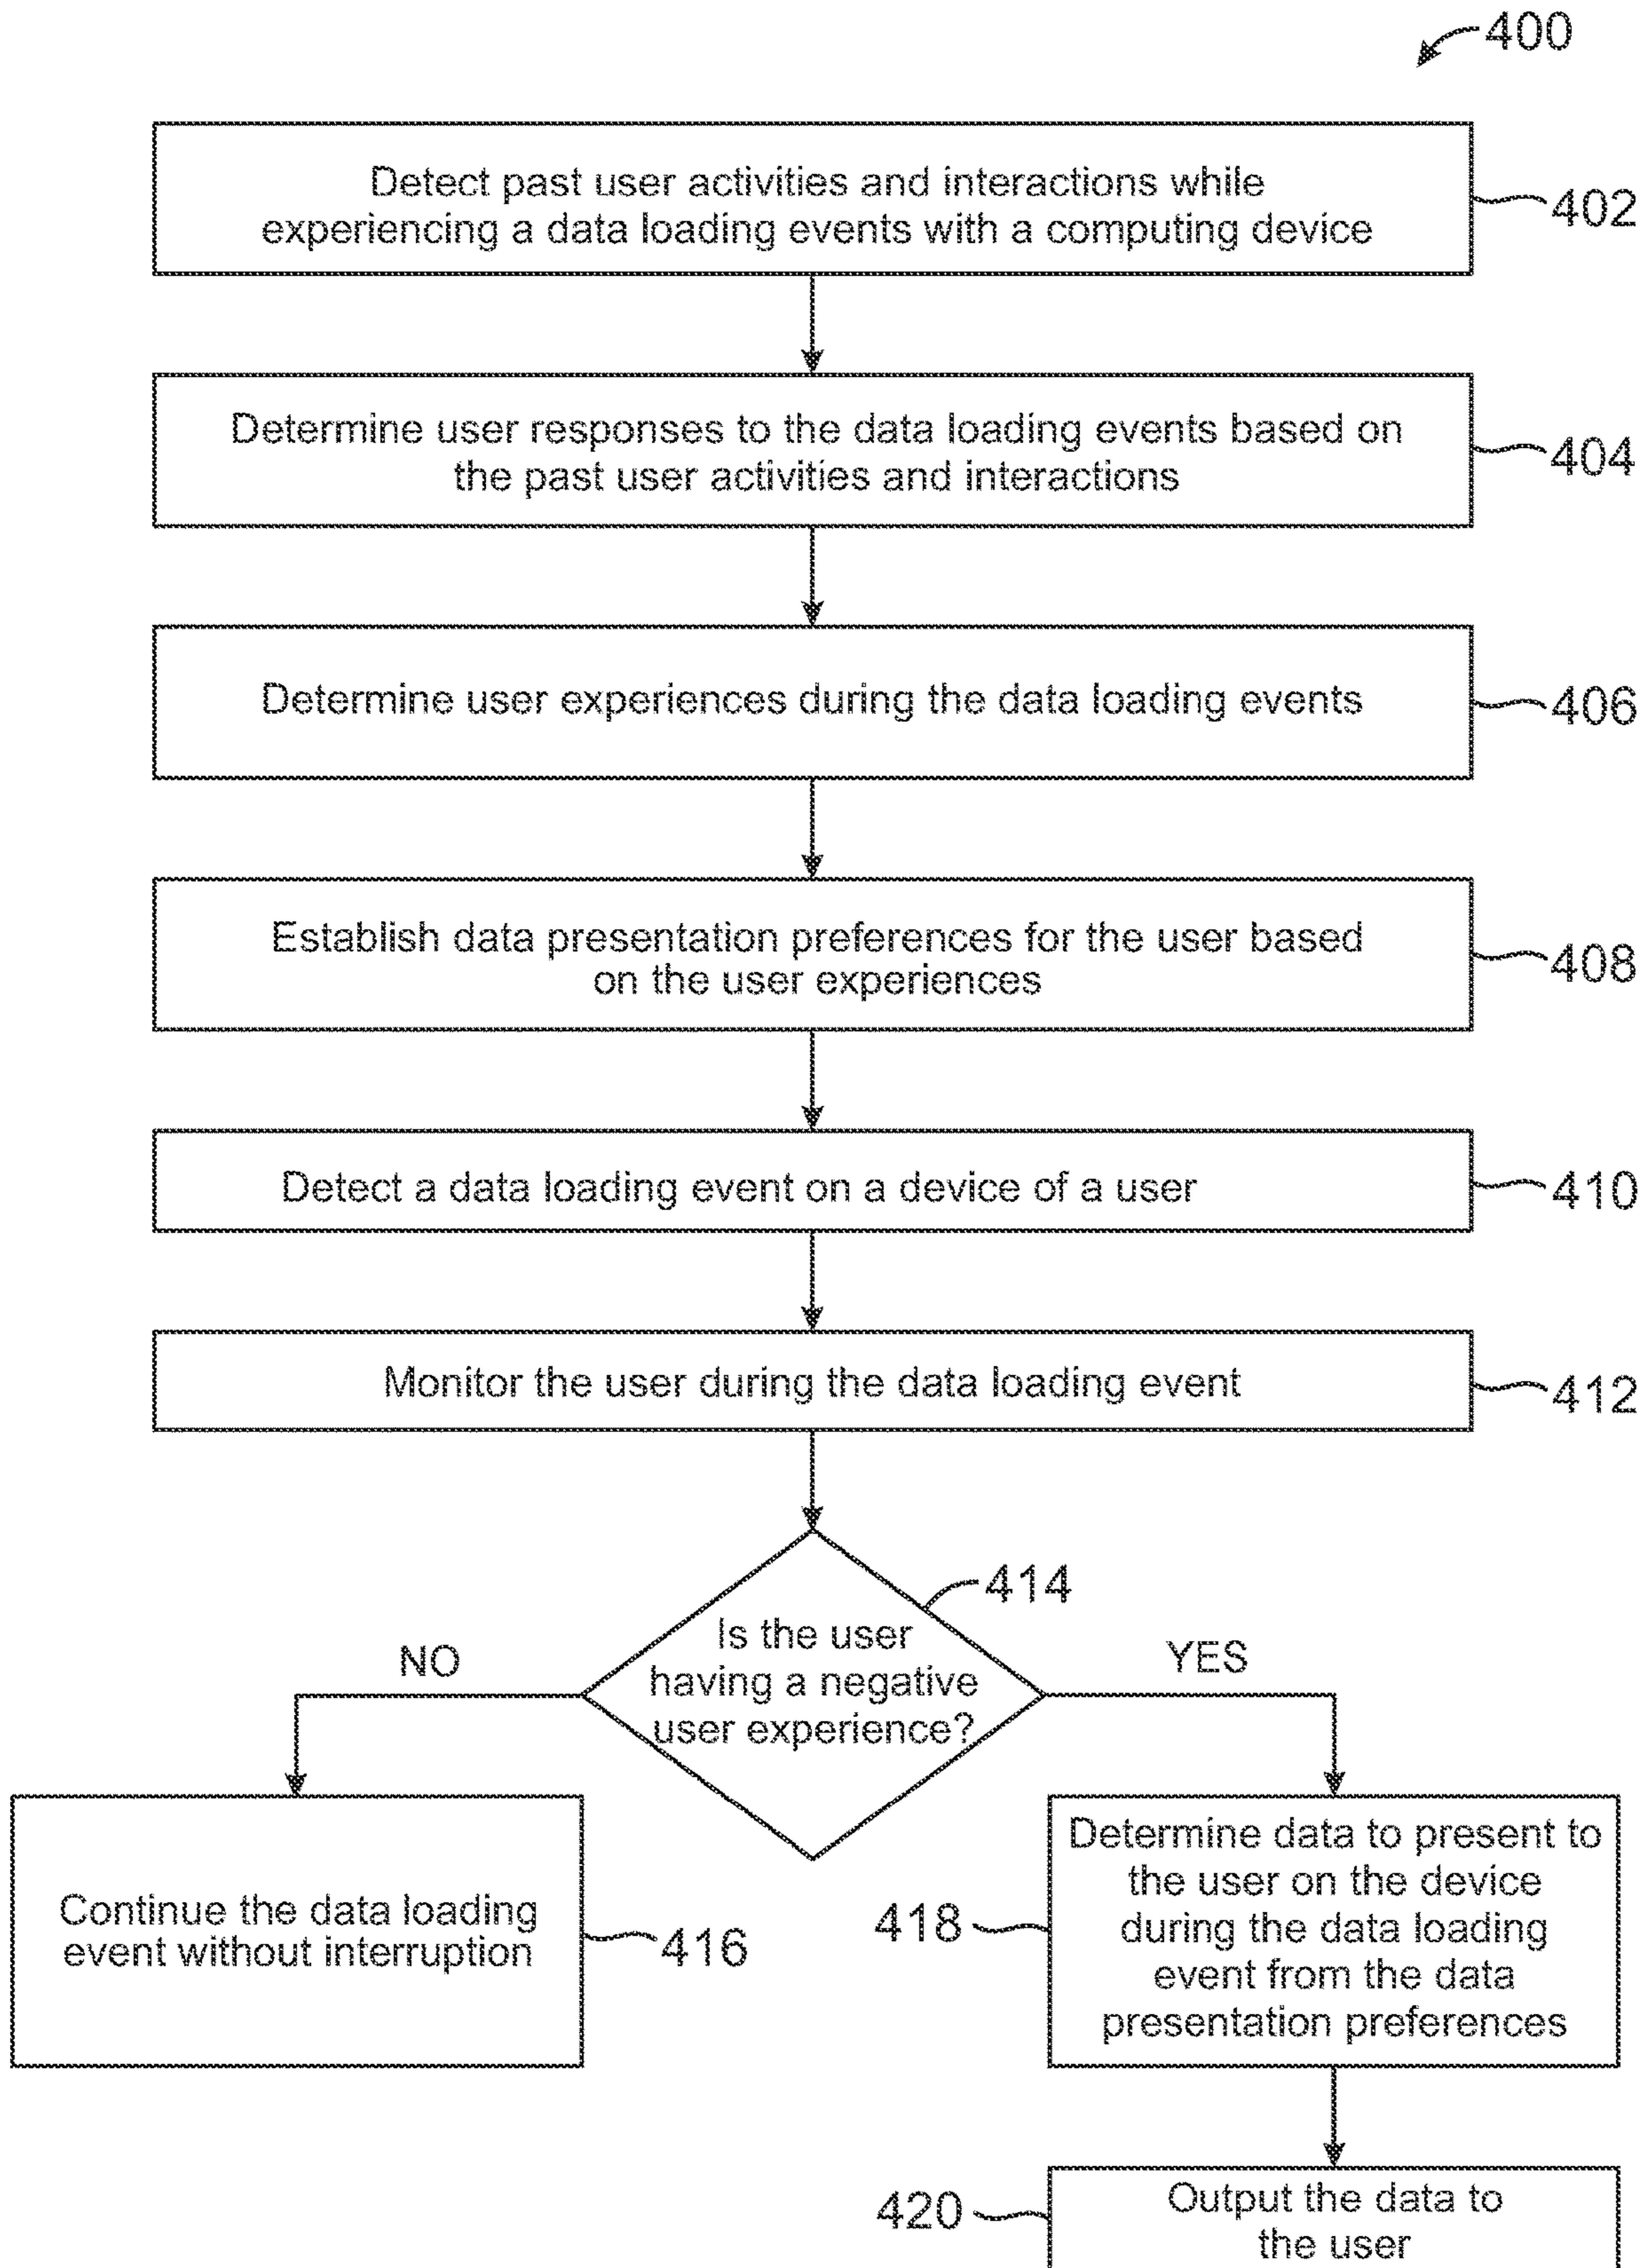 400
Detect past user activities and interactions while
experiencing a data loading events with a computing device
402
Determine user responses to the data loading events based on
the past user activities and interactions
404
Determine user experiences during the data loading events
406
Establish data presentation preferences for the user based
on the user experiences
408
Detect a data loading event on a device of a user
410
Monitor the user during the data loading event
412
414
Is the user
having a negative
user experience?
NO
YES
Continue the data loading
event without interruption
416
418
Determine data to present to
the user on the device
during the data loading
event from the data
presentation preferences
420
Output the data to
the user